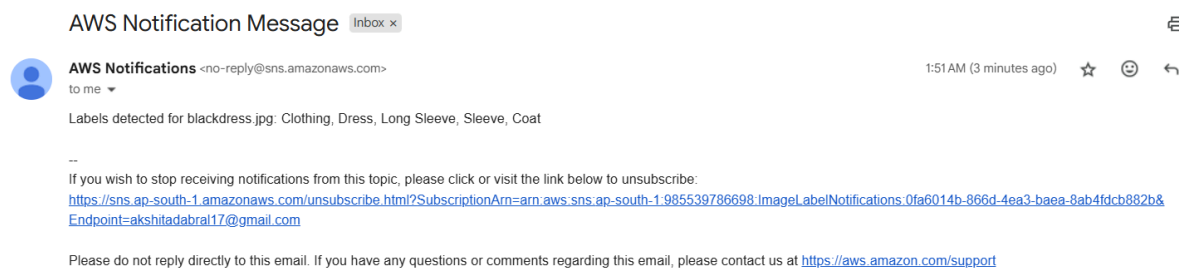 AWS Notification Message Inbox ×
AWS Notifications <no-reply@sns.amazonaws.com> 1:51 AM (3 minutes ago)
to me
Labels detected for blackdress.jpg: Clothing, Dress, Long Sleeve, Sleeve, Coat
--
If you wish to stop receiving notifications from this topic, please click or visit the link below to unsubscribe:
https://sns.ap-south-1.amazonaws.com/unsubscribe.html?SubscriptionArn=arn:aws:sns:ap-south-1:985539786698:ImageLabelNotifications:0fa6014b-866d-4ea3-baea-8ab4fdcb882b&
Endpoint=akshitadabral17@gmail.com
Please do not reply directly to this email. If you have any questions or comments regarding this email, please contact us at https://aws.amazon.com/support